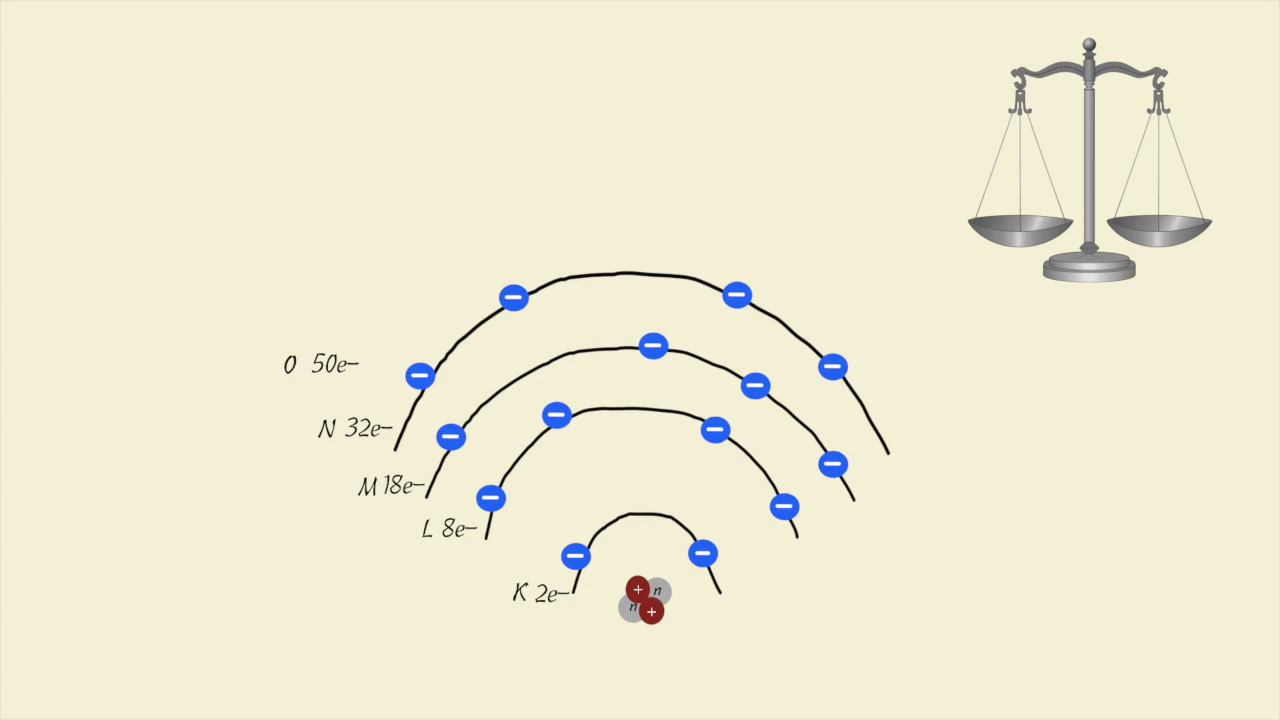 O 50e-
N 32e-
M 18e-
L 8e-
K 2e-
+ n
n +